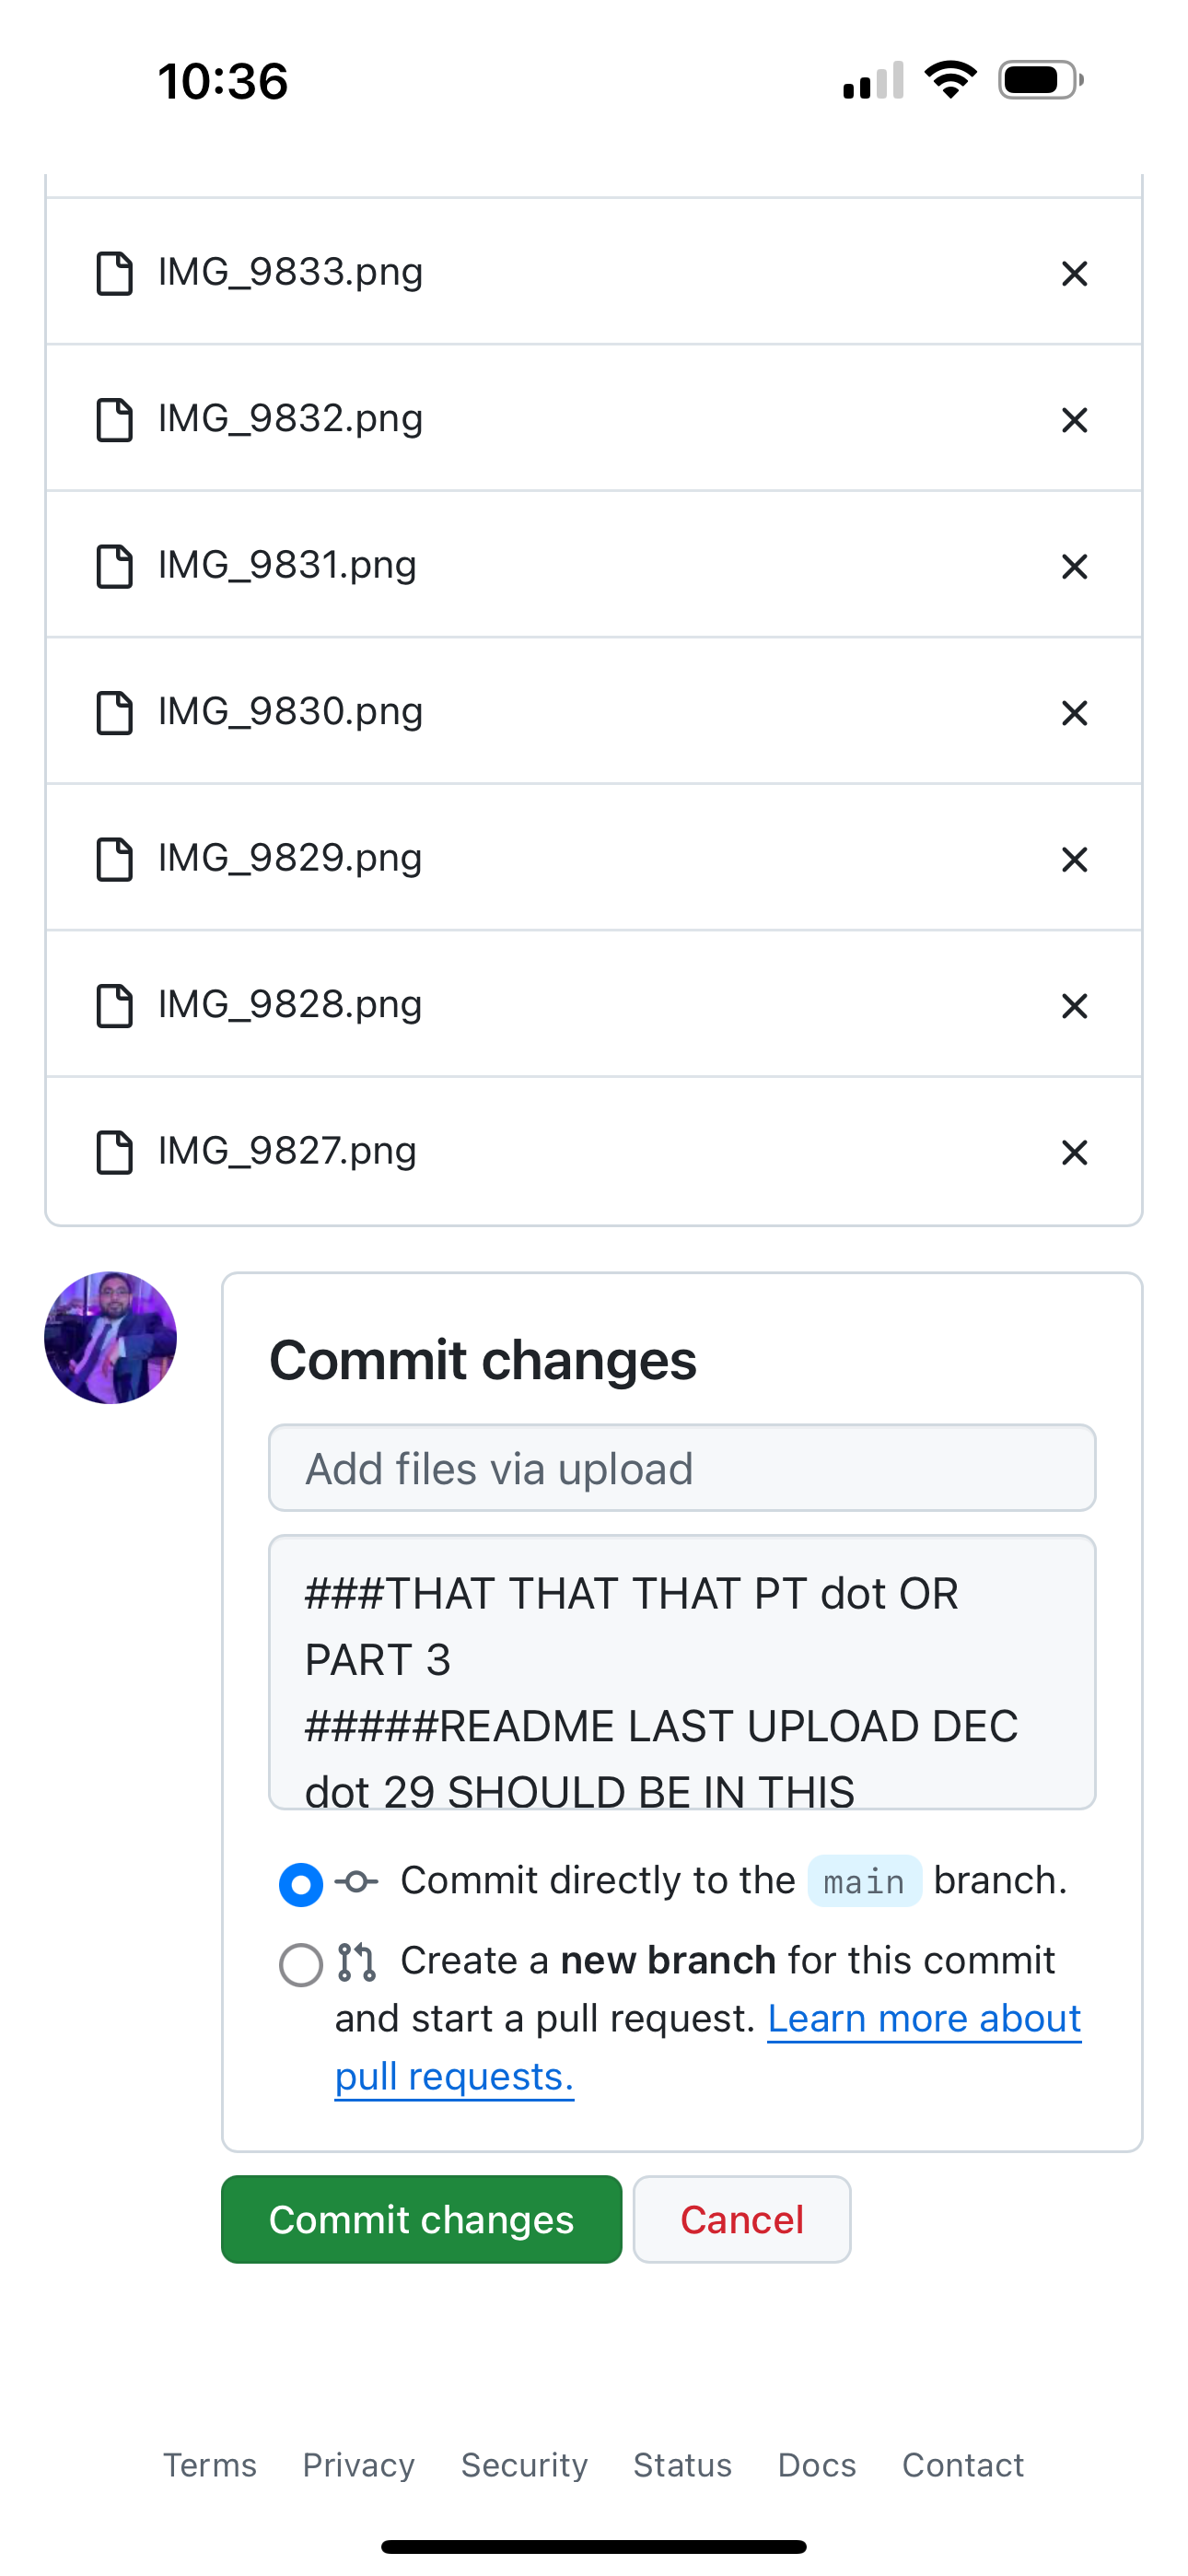 10:36
IMG_9833.png
IMG_9832.png
IMG_9831.png
IMG_9830.png
IMG_9829.png
IMG_9828.png
IMG_9827.png
Commit changes
Add files via upload
###THAT THAT THAT PT dot OR
PART 3
#####README LAST UPLOAD DEC
dot 29 SHOULD BE IN THIS
Commit directly to the main branch.
Create a new branch for this commit
and start a pull request. Learn more about
pull requests.
Commit changes Cancel
Terms Privacy Security Status Docs Contact